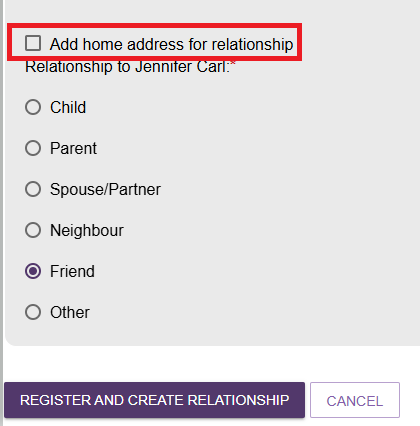 Add home address for relationship
Relationship to Jennifer Carl:*
Child
Parent
Spouse/Partner
Neighbour
Friend
Other
REGISTER AND CREATE RELATIONSHIP
CANCEL